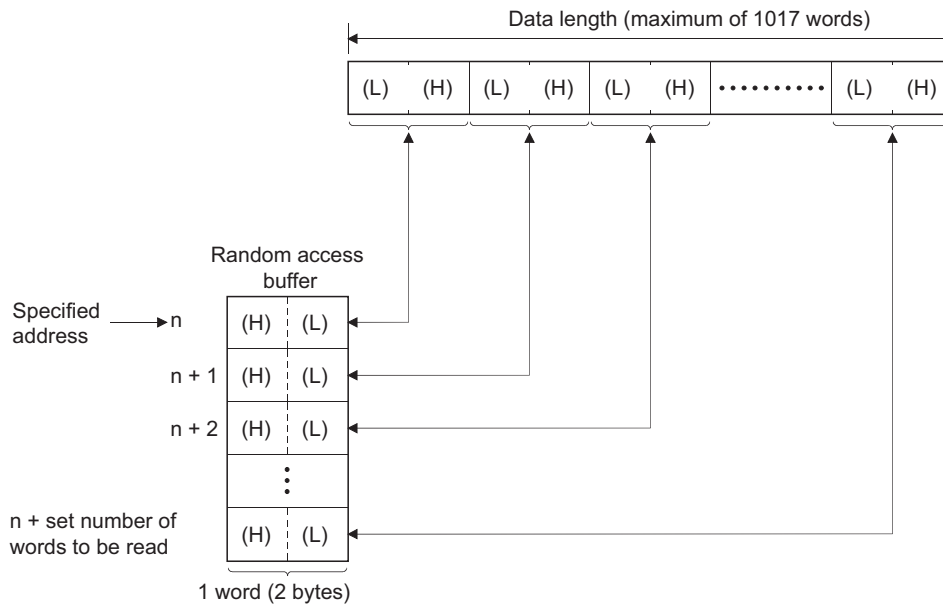 Data length (maximum of 1017 words)
(L) (H) (L) (H) (L) (H) (L) (H)
Random access
buffer
Specified
address
n (H) (L)
n + 1 (H) (L)
n + 2 (H) (L)
n + set number of
words to be read
(H) (L)
1 word (2 bytes)